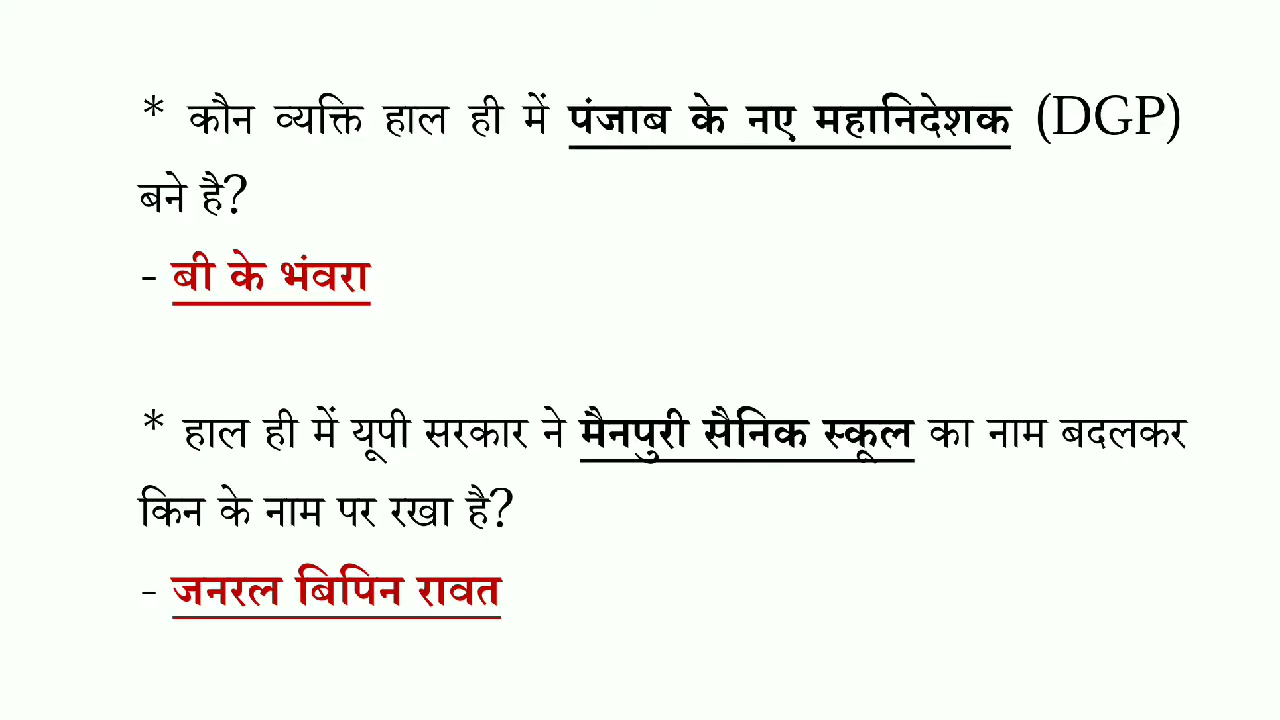 * कौन व्यक्ति हाल ही में पंजाब के नए महानिदेशक (DGP)
बने है?
- बी के भंवरा
* हाल ही में यूपी सरकार ने मैनपुरी सैनिक स्कूल का नाम बदलकर
किन के नाम पर रखा है?
- जनरल बिपिन रावत